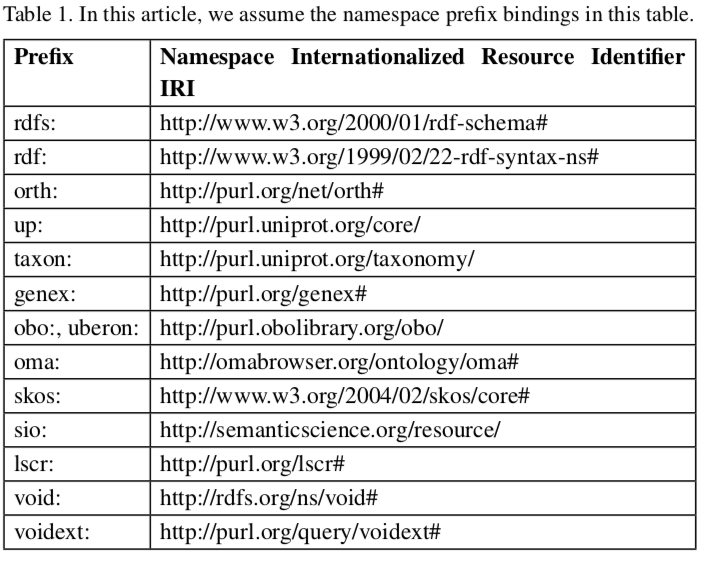 Table 1. In this article, we assume the namespace prefix bindings in this table.
Prefix Namespace Internationalized Resource Identifier
IRI
rdfs: http://www.w3.org/2000/01/rdf-schema#
rdf: http://www.w3.org/1999/02/22-rdf-syntax-ns#
orth: http://purl.org/net/orth#
up: http://purl.uniprot.org/core/
taxon: http://purl.uniprot.org/taxonomy/
genex: http://purl.org/genex#
obo:, uberon: http://purl.obolibrary.org/obo/
oma: http://omabrowser.org/ontology/oma#
skos: http://www.w3.org/2004/02/skos/core#
sio: http://semanticscience.org/resource/
lscr: http://purl.org/lscr#
void: http://rdfs.org/ns/void#
voidext: http://purl.org/query/voidext#